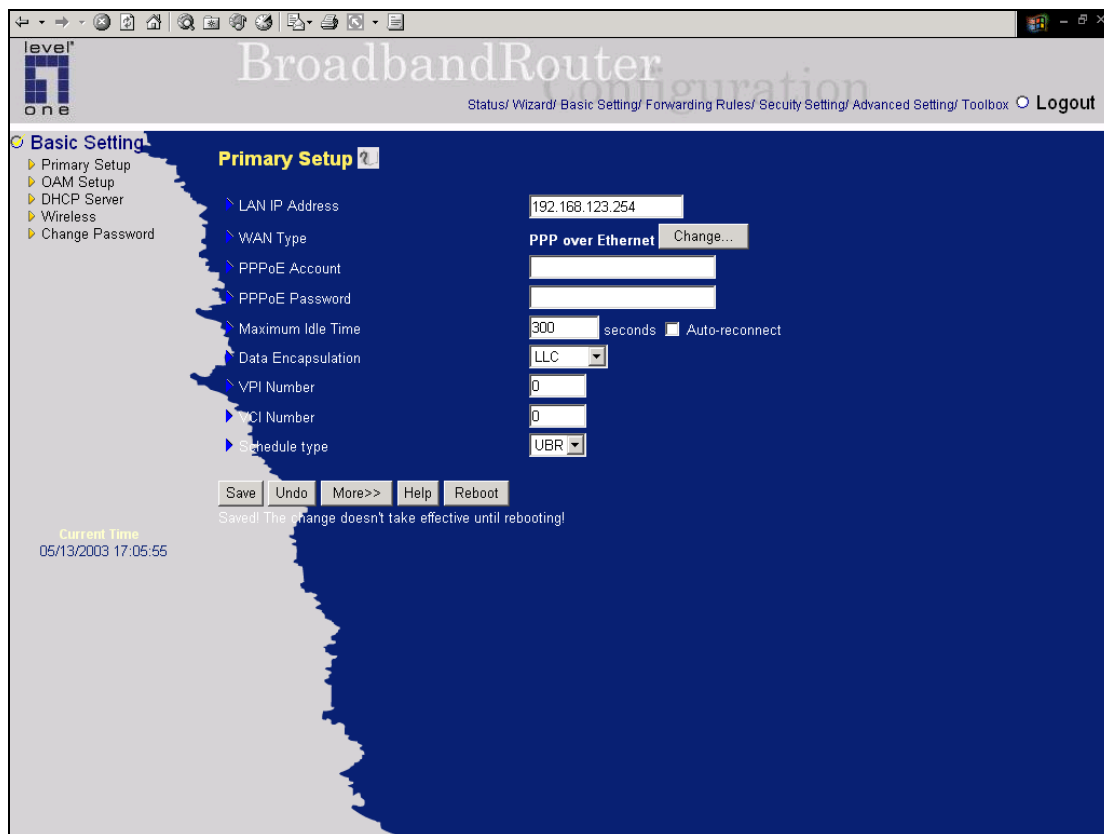 level
one
BroadbandRouter
Configuration
Status/ Wizard/ Basic Setting/ Forwarding Rules/ Secuity Setting/ Advanced Setting/ Toolbox Logout
Basic Setting
Primary Setup
OAM Setup
DHCP Server
Wireless
Change Password
Current Time
05/13/2003 17:05:55
Primary Setup
LAN IP Address 192.168.123.254
WAN Type PPP over Ethernet Change...
PPPoE Account
PPPoE Password
Maximum Idle Time 300 seconds Auto-reconnect
Data Encapsulation LLC
VPI Number 0
VCI Number 0
Schedule type UBR
Save Undo More>> Help Reboot
Saved! The change doesn't take effective until rebooting!